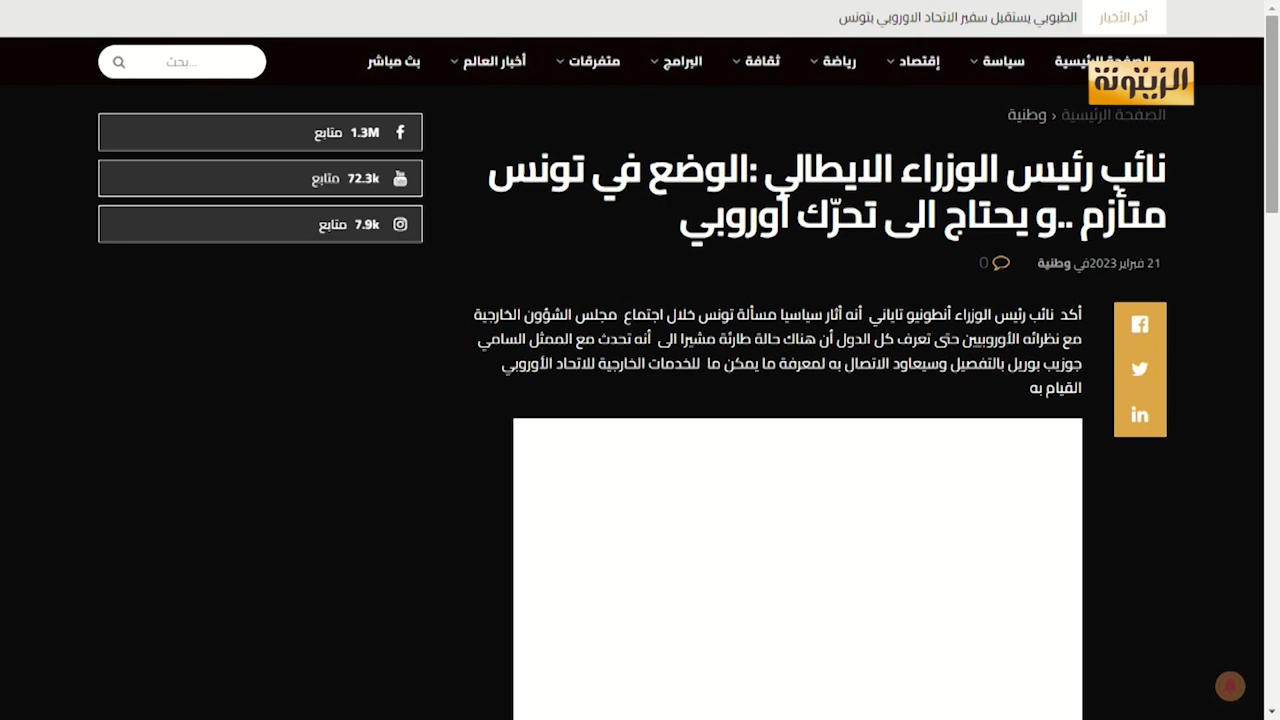 أخر الأخبار
الطبوبي يستقبل سفير الاتحاد الاوروبي بتونس
الصفحة الرئيسية سياسة إقتصاد رياضة ثقافة البرامج متفرقات أخبار العالم بث مباشر
بحث...
الزيتونة
الصفحة الرئيسية › وطنية
نائب رئيس الوزراء الايطالي :الوضع في تونس
متأزم ..و يحتاج الى تحرّك أوروبي
21 فبراير 2023في وطنية 0
1.3M متابع
72.3k متابع
7.9k متابع
أكد نائب رئيس الوزراء أنطونيو تاياني أنه أثار سياسيا مسألة تونس خلال اجتماع مجلس الشؤون الخارجية
مع نظرائه الأوروبيين حتى تعرف كل الدول أن هناك حالة طارئة مشيرا الى أنه تحدث مع الممثل السامي
للخدمات الخارجية للاتحاد الأوروبي جوزيب بوريل بالتفصيل وسيعاود الاتصال به لمعرفة ما يمكن ما
القيام به